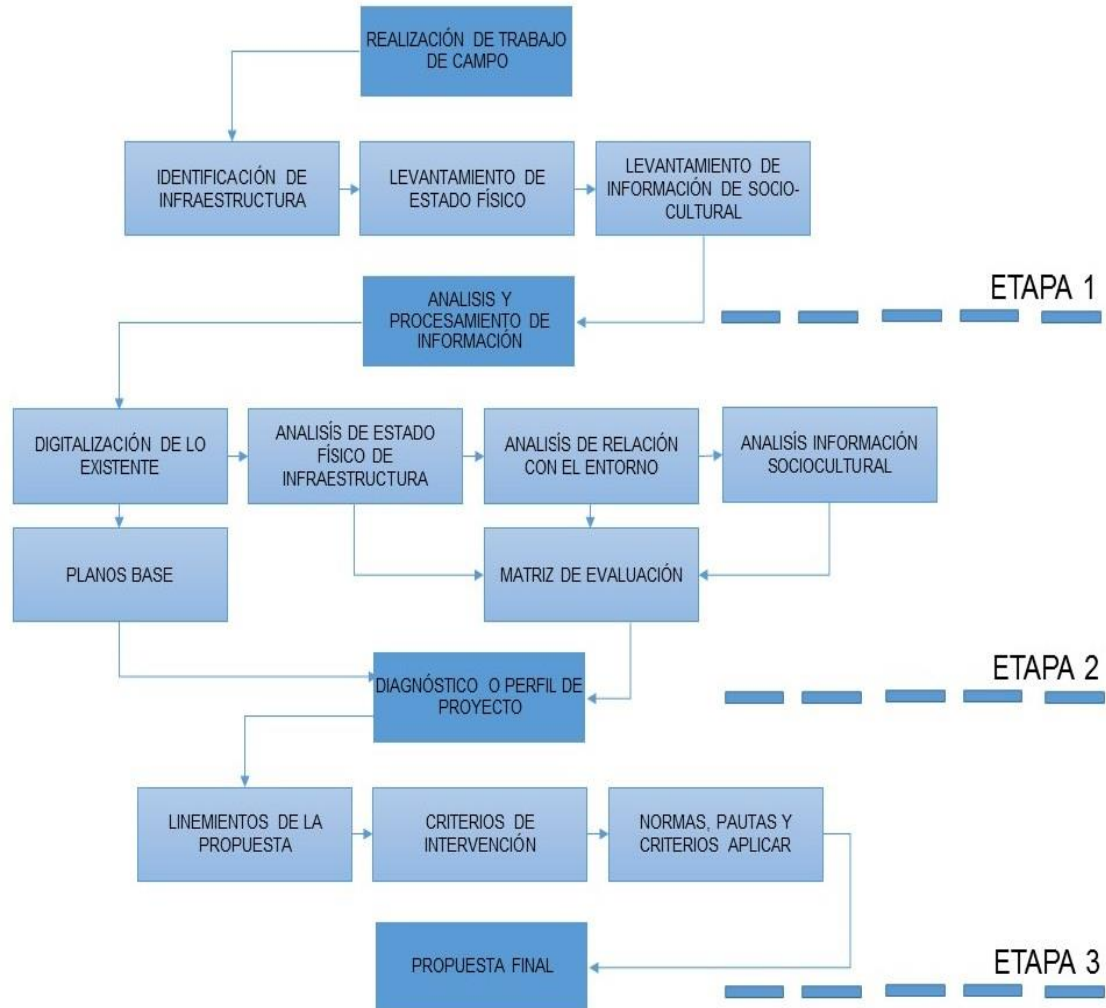 REALIZACIÓN DE TRABAJO
DE CAMPO
IDENTIFICACIÓN DE
INFRAESTRUCTURA
LEVANTAMIENTO DE
ESTADO FÍSICO
LEVANTAMIENTO DE
INFORMACIÓN DE SOCIO-
CULTURAL
ETAPA 1
ANALISIS Y
PROCESAMIENTO DE
INFORMACIÓN
DIGITALIZACIÓN DE LO
EXISTENTE
ANALISÍS DE ESTADO
FÍSICO DE
INFRAESTRUCTURA
ANALISÍS DE RELACIÓN
CON EL ENTORNO
ANALISÍS INFORMACIÓN
SOCIOCULTURAL
PLANOS BASE
MATRIZ DE EVALUACIÓN
ETAPA 2
DIAGNÓSTICO O PERFIL DE
PROYECTO
LINEMIENTOS DE LA
PROPUESTA
CRITERIOS DE
INTERVENCIÓN
NORMAS, PAUTAS Y
CRITERIOS APLICAR
PROPUESTA FINAL
ETAPA 3